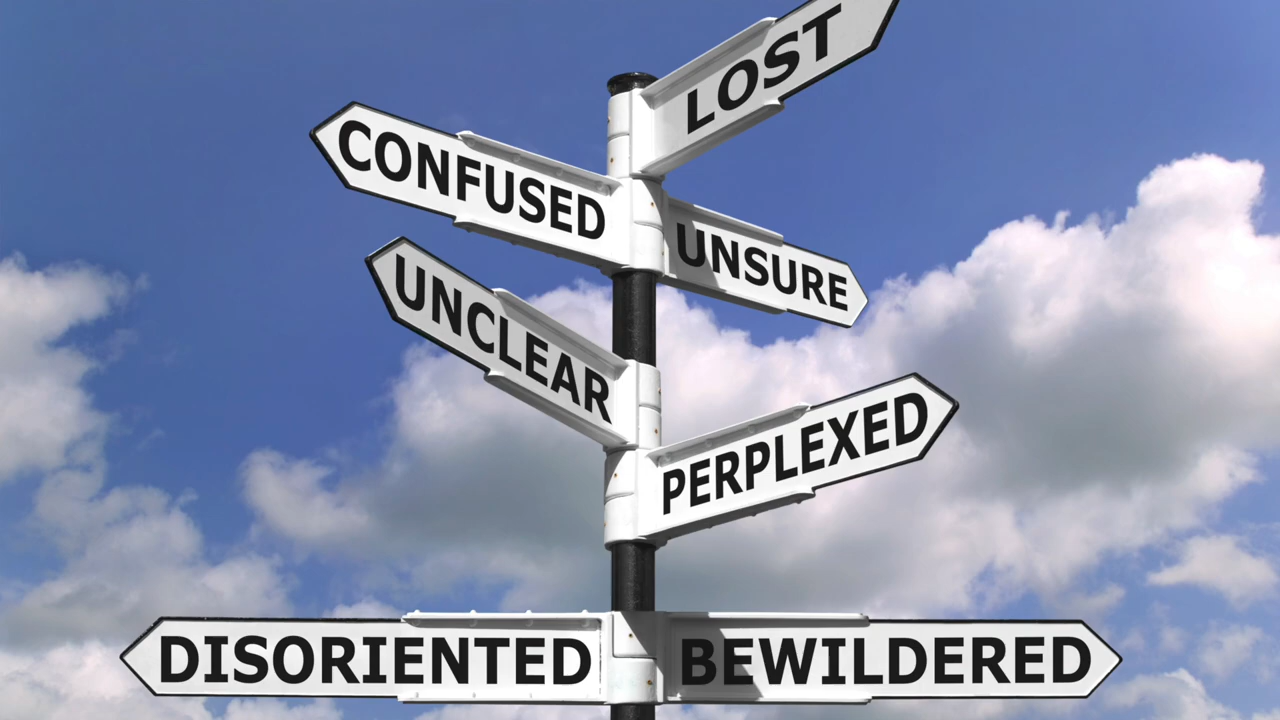 LOST
CONFUSED
UNSURE
UNCLEAR
PERPLEXED
DISORIENTED
BEWILDERED